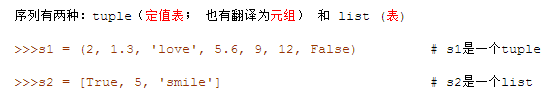 序列有两种：tuple（定值表； 也有翻译为元组） 和 list （表）
>>>s1 = (2, 1.3, 'love', 5.6, 9, 12, False) # s1是一个tuple
>>>s2 = [True, 5, 'smile'] # s2是一个list